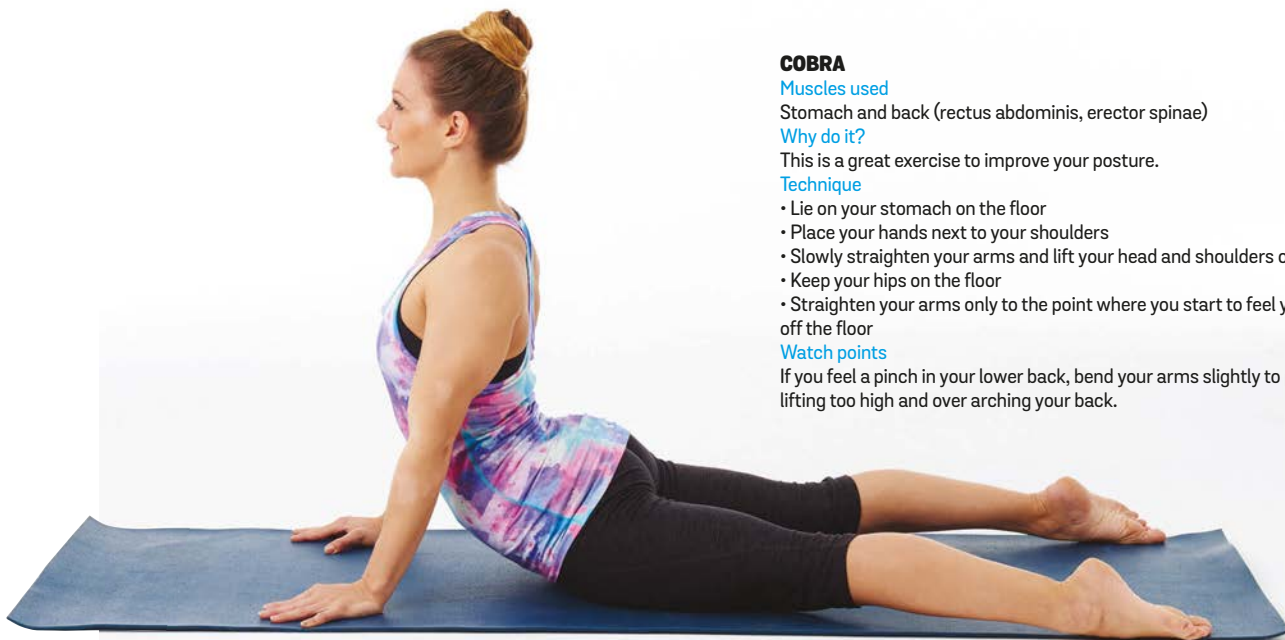 COBRA
Muscles used
Stomach and back (rectus abdominis, erector spinae)
Why do it?
This is a great exercise to improve your posture.
Technique
• Lie on your stomach on the floor
• Place your hands next to your shoulders
• Slowly straighten your arms and lift your head and shoulders
• Keep your hips on the floor
• Straighten your arms only to the point where you start to feel
off the floor
Watch points
If you feel a pinch in your lower back, bend your arms slightly to
lifting too high and over arching your back.